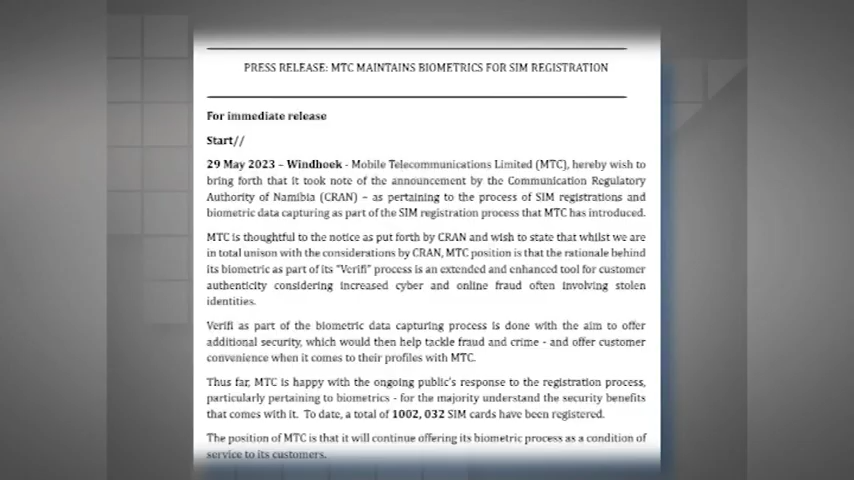 PRESS RELEASE: MTC MAINTAINS BIOMETRICS FOR SIM REGISTRATION
For immediate release
Start//
29 May 2023 – Windhoek - Mobile Telecommunications Limited (MTC), hereby wish to
bring forth that it took note of the announcement by the Communication Regulatory
Authority of Namibia (CRAN) – as pertaining to the process of SIM registrations and
biometric data capturing as part of the SIM registration process that MTC has introduced.
MTC is thoughtful to the notice as put forth by CRAN and wish to state that whilst we are
in total unison with the considerations by CRAN, MTC position is that the rationale behind
its biometric as part of its "Verifi" process is an extended and enhanced tool for customer
authenticity considering increased cyber and online fraud often involving stolen
identities.
Verifi as part of the biometric data capturing process is done with the aim to offer
additional security, which would then help tackle fraud and crime - and offer customer
convenience when it comes to their profiles with MTC.
Thus far, MTC is happy with the ongoing public's response to the registration process,
particularly pertaining to biometrics - for the majority understand the security benefits
that comes with it. To date, a total of 1002, 032 SIM cards have been registered.
The position of MTC is that it will continue offering its biometric process as a condition of
service to its customers.